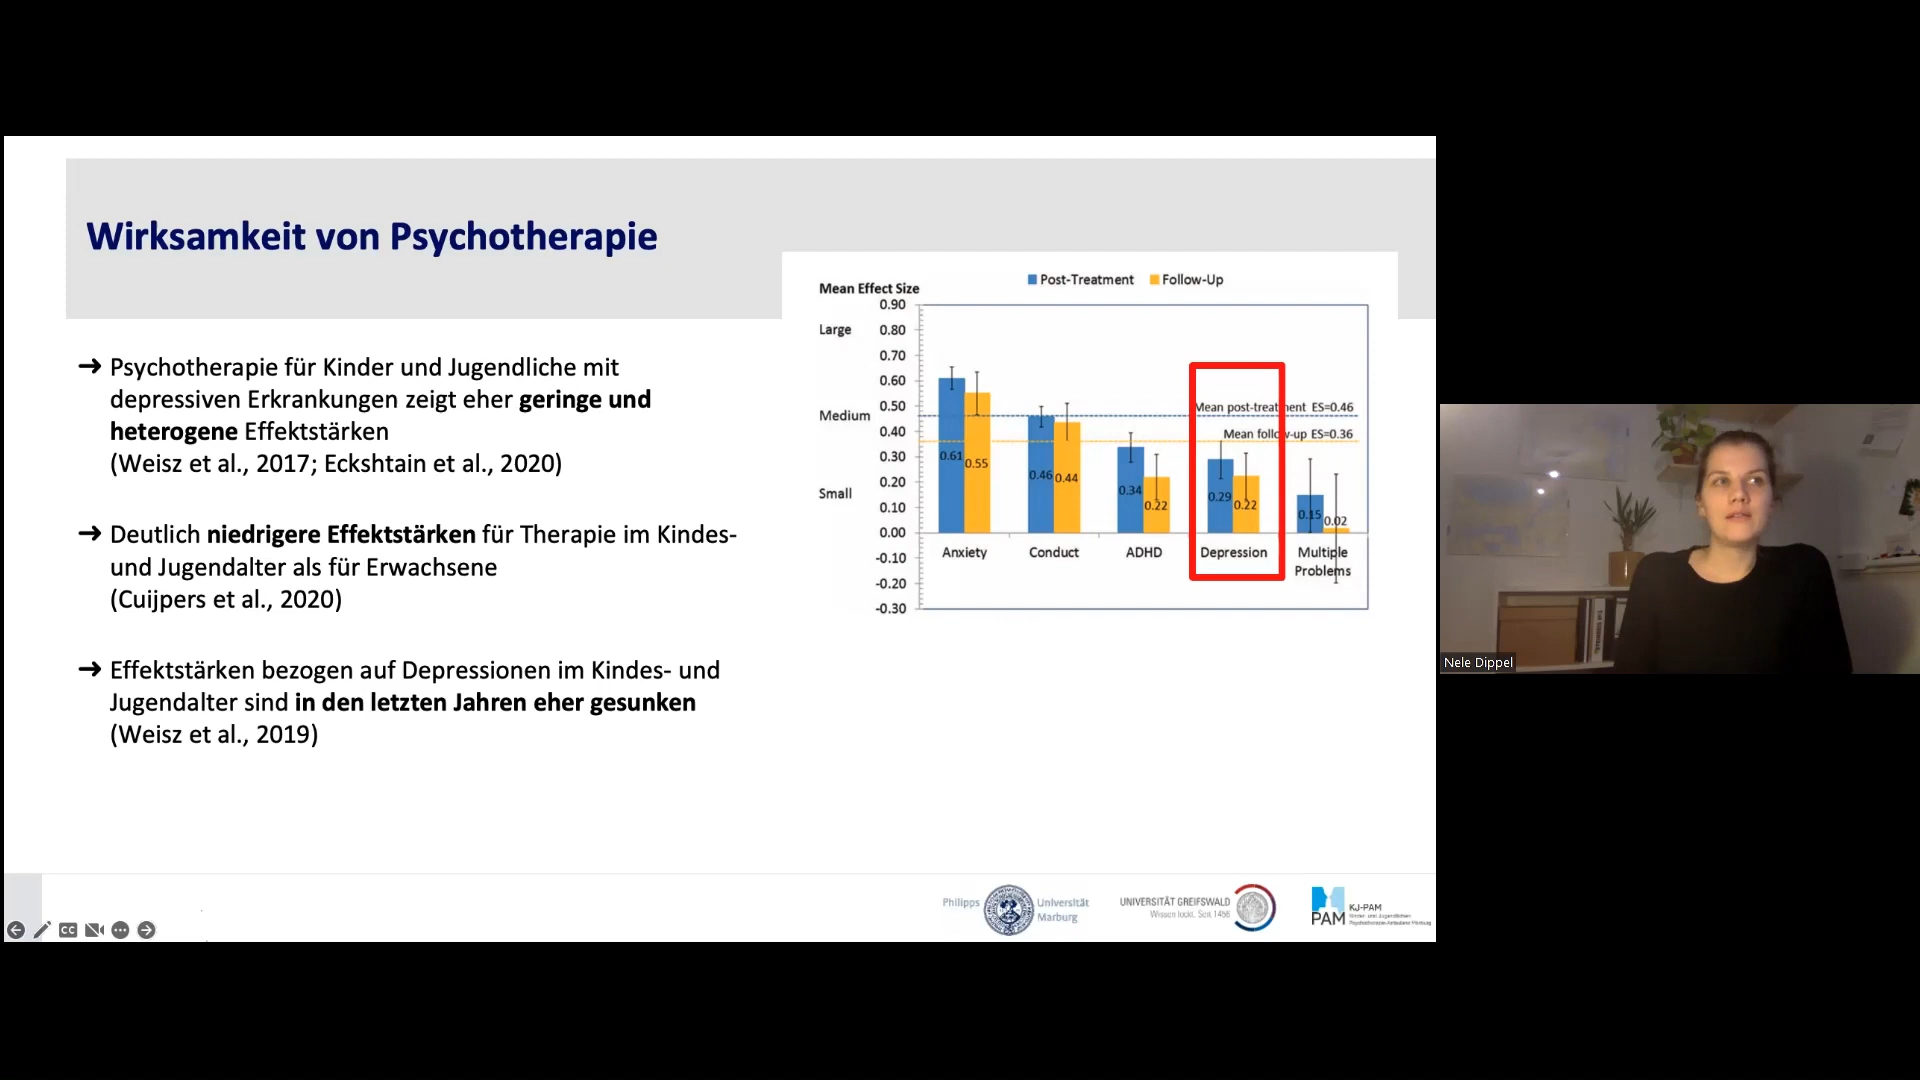 Wirksamkeit von Psychotherapie
➜ Psychotherapie für Kinder und Jugendliche mit
depressiven Erkrankungen zeigt eher geringe und
heterogene Effektstärken
(Weisz et al., 2017; Eckshtain et al., 2020)
➜ Deutlich niedrigere Effektstärken für Therapie im Kindes-
und Jugendalter als für Erwachsene
(Cuijpers et al., 2020)
➜ Effektstärken bezogen auf Depressionen im Kindes- und
Jugendalter sind in den letzten Jahren eher gesunken
(Weisz et al., 2019)
Post-Treatment Follow-Up
Mean Effect Size
0.90
Large 0.80
0.70
0.60
0.50
Medium
0.40
0.30
0.20
Small
0.10
0.00
-0.10
-0.20
-0.30
Mean post-treatment ES=0.46
Mean follow-up ES=0.36
0.61 0.55 0.46 0.44 0.34 0.22 0.29 0.22 0.15 0.02
Anxiety Conduct ADHD Depression Multiple
Problems
Philipps Universität
Marburg
UNIVERSITÄT GREIFSWALD
Wissen lockt. Seit 1456
PAM
KJ-PAM
CC
Nele Dippel